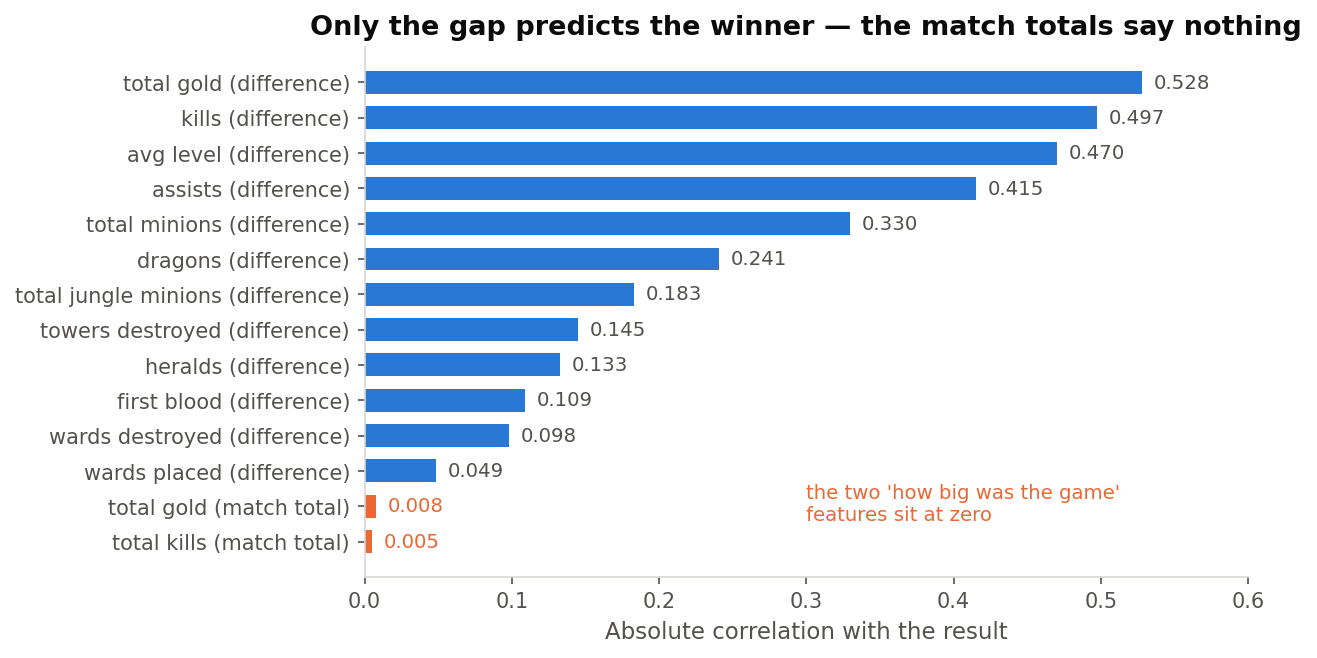 Only the gap predicts the winner — the match totals say nothing
total gold (difference) 0.528
kills (difference) 0.497
avg level (difference) 0.470
assists (difference) 0.415
total minions (difference) 0.330
dragons (difference) 0.241
total jungle minions (difference) 0.183
towers destroyed (difference) 0.145
heralds (difference) 0.133
first blood (difference) 0.109
wards destroyed (difference) 0.098
wards placed (difference) 0.049
total gold (match total) 0.008
total kills (match total) 0.005
the two 'how big was the game'
features sit at zero
0.0 0.1 0.2 0.3 0.4 0.5 0.6
Absolute correlation with the result